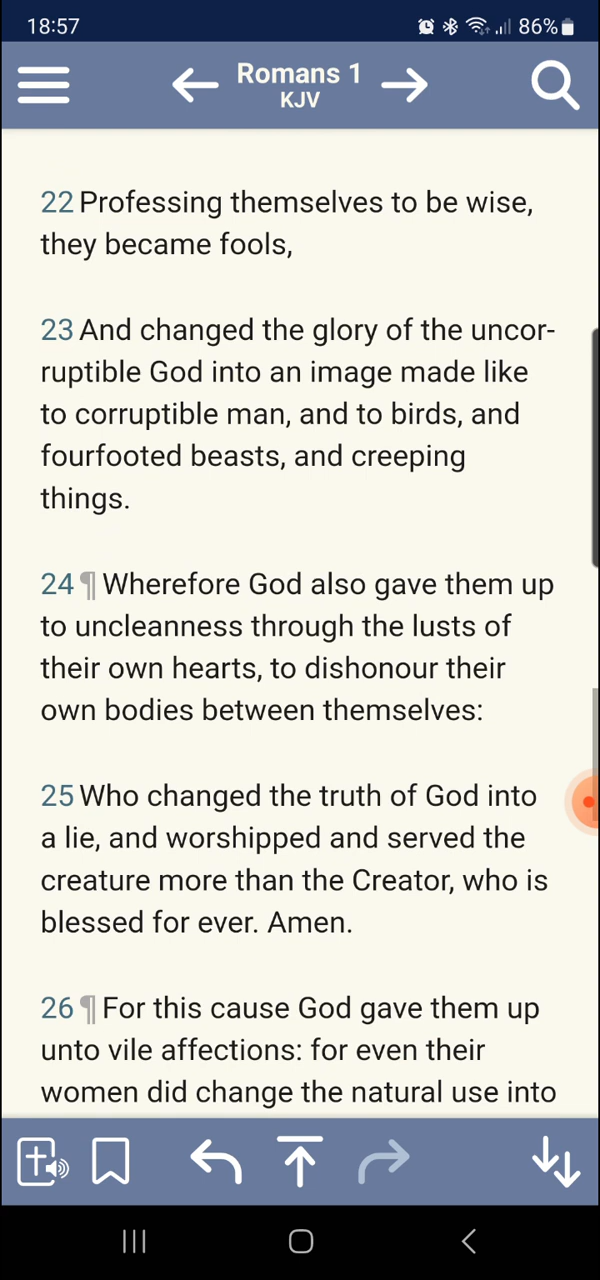 18:57 86%
Romans 1
KJV
22 Professing themselves to be wise,
they became fools,
23 And changed the glory of the uncor-
ruptible God into an image made like
to corruptible man, and to birds, and
fourfooted beasts, and creeping
things.
24 ¶ Wherefore God also gave them up
to uncleanness through the lusts of
their own hearts, to dishonour their
own bodies between themselves:
25 Who changed the truth of God into
a lie, and worshipped and served the
creature more than the Creator, who is
blessed for ever. Amen.
26 ¶ For this cause God gave them up
unto vile affections: for even their
women did change the natural use into